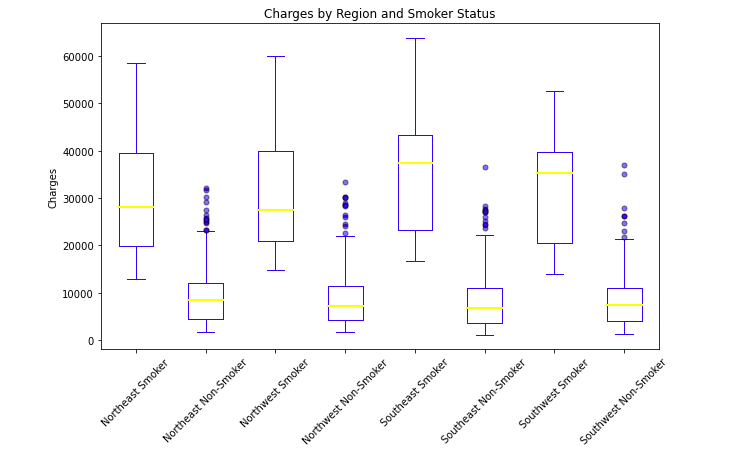 Charges by Region and Smoker Status
Charges
60000
50000
40000
30000
20000
10000
0
Northeast Smoker
Northeast Non-Smoker
Northwest Smoker
Northwest Non-Smoker
Southeast Smoker
Southeast Non-Smoker
Southwest Smoker
Southwest Non-Smoker